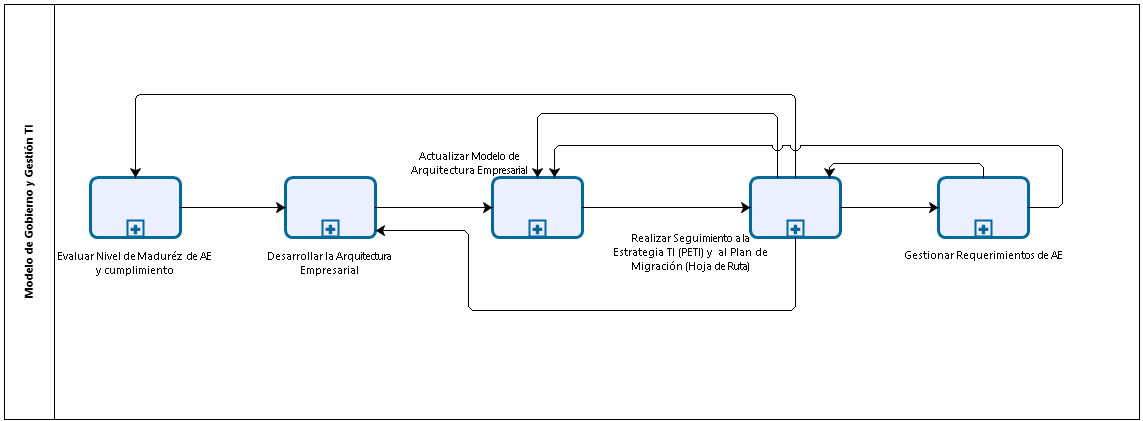 Modelo de Gobierno y Gestión TI
Actualizar Modelo de
Arquitectura Empresarial
Evaluar Nivel de Maduréz de AE
y cumplimiento
Desarrollar la Arquitectura
Empresarial
Realizar Seguimiento a la
Estrategia TI (PETI) y al Plan de
Migración (Hoja de Ruta)
Gestionar Requerimientos de AE